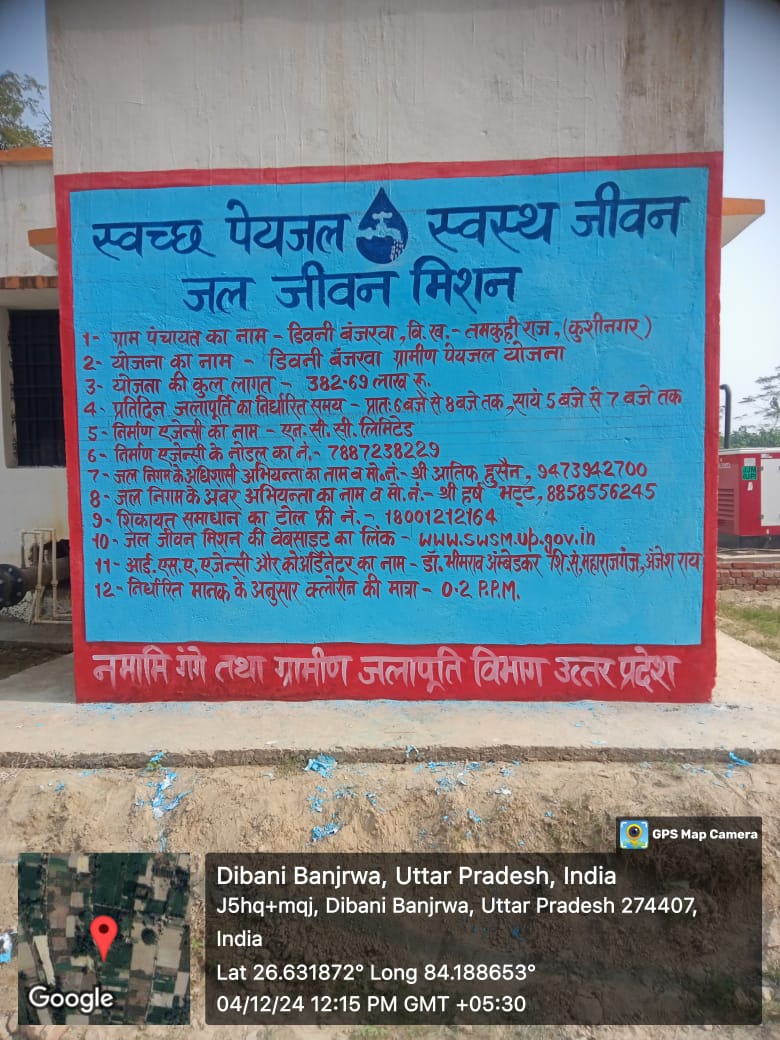 स्वच्छ पेयजल स्वस्थ जीवन
जल जीवन मिशन
1- ग्राम पंचायत का नाम - डिवनी बंजरवा, वि.ख.- तमकुही राज, (कुशीनगर)
2- योजना का नाम - डिवनी बंजरवा ग्रामीण पेयजल योजना
3- योजना की कुल लागत - 382-69 लाख रु.
4- प्रतिदिन जलापूर्ति का निर्धारित समय - प्रातः 6 बजे से 8 बजे तक, सायं 5 बजे से 7 बजे तक
5- निर्माण एजेन्सी का नाम - एन.सी.सी. लिमिटेड
6- निर्माण एजेन्सी के नोडल का नं.- 7887238229
7- जल निगम के अधिशासी अभियन्ता का नाम व मो.नं.- श्री आतिफ हुसैन, 9473942700
8- जल निगम के अवर अभियन्ता का नाम व मो. नं.- श्री हर्ष भट्ट, 8858556245
9- शिकायत समाधान का टोल फ्री नं.- 18001212164
10- जल जीवन मिशन की वेबसाइट का लिंक - www.swsm.up.gov.in
11- आई.एस.ए. एजेन्सी और कोआर्डिनेटर का नाम - डॉ. भीमराव अंम्बेडकर शि.सं. महाराजगंज, अंजेश राय
12- निर्धारित मानक के अनुसार क्लोरीन की मात्रा - 0.2 P.P.M.
नमामि गंगे तथा ग्रामीण जलापूर्ति विभाग उत्तर प्रदेश
GPS Map Camera
Dibani Banjrwa, Uttar Pradesh, India
J5hq+mqj, Dibani Banjrwa, Uttar Pradesh 274407,
India
Lat 26.631872° Long 84.188653°
04/12/24 12:15 PM GMT +05:30
Google